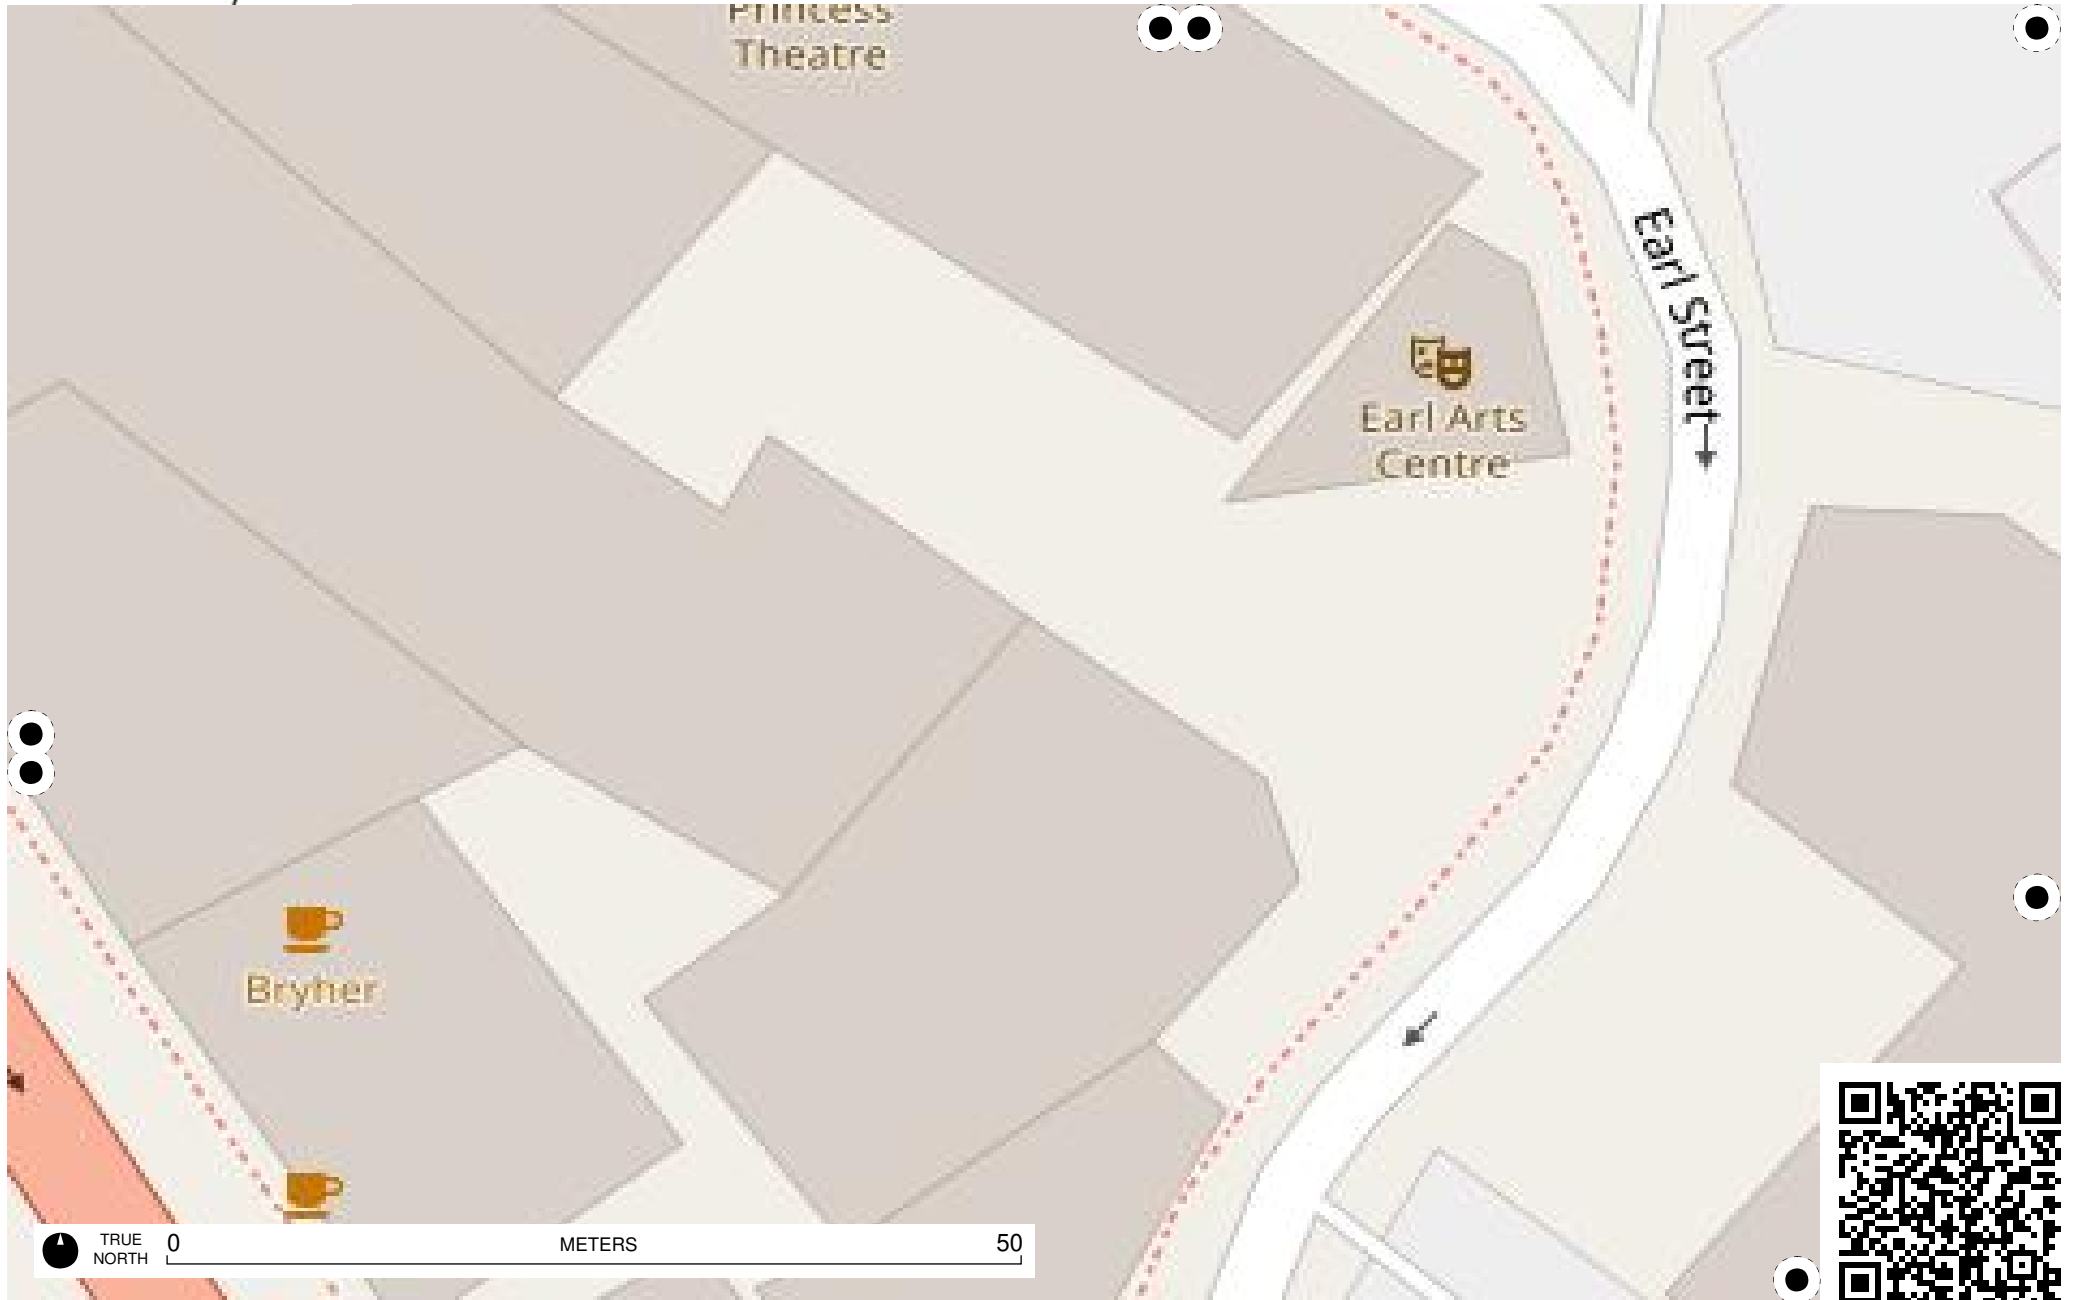 Princess
Theatre
Earl Street
Earl Arts
Centre
Bryher
TRUE
NORTH
0
METERS
50